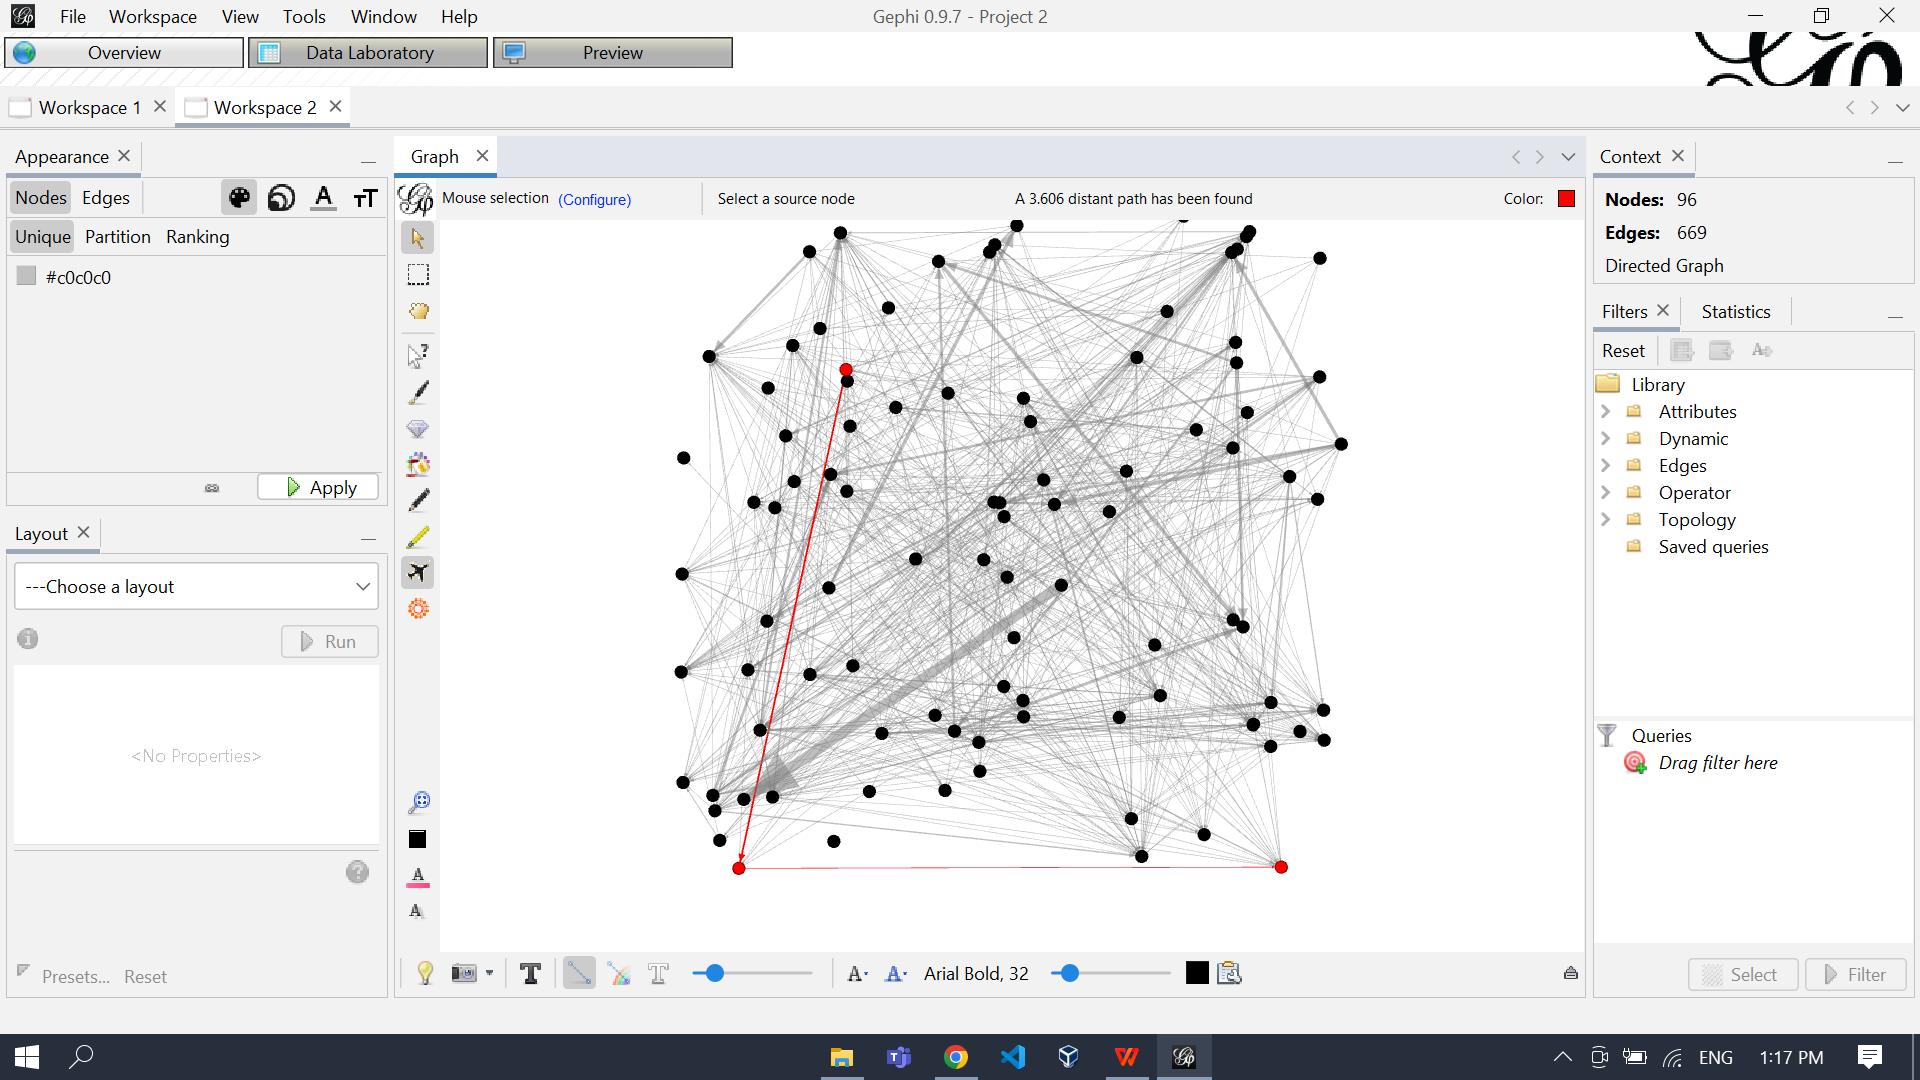 File Workspace View Tools Window Help
Gephi 0.9.7 - Project 2
Overview
Data Laboratory
Preview
Workspace 1
Workspace 2
Appearance
Nodes Edges
Unique Partition Ranking
#c0c0c0
Apply
Layout
---Choose a layout
Run
<No Properties>
Presets... Reset
Graph
Mouse selection (Configure)
Select a source node
A 3.606 distant path has been found
Color:
Arial Bold, 32
Context
Nodes: 96
Edges: 669
Directed Graph
Filters
Statistics
Reset
Library
Attributes
Dynamic
Edges
Operator
Topology
Saved queries
Queries
Drag filter here
Select
Filter
ENG
1:17 PM